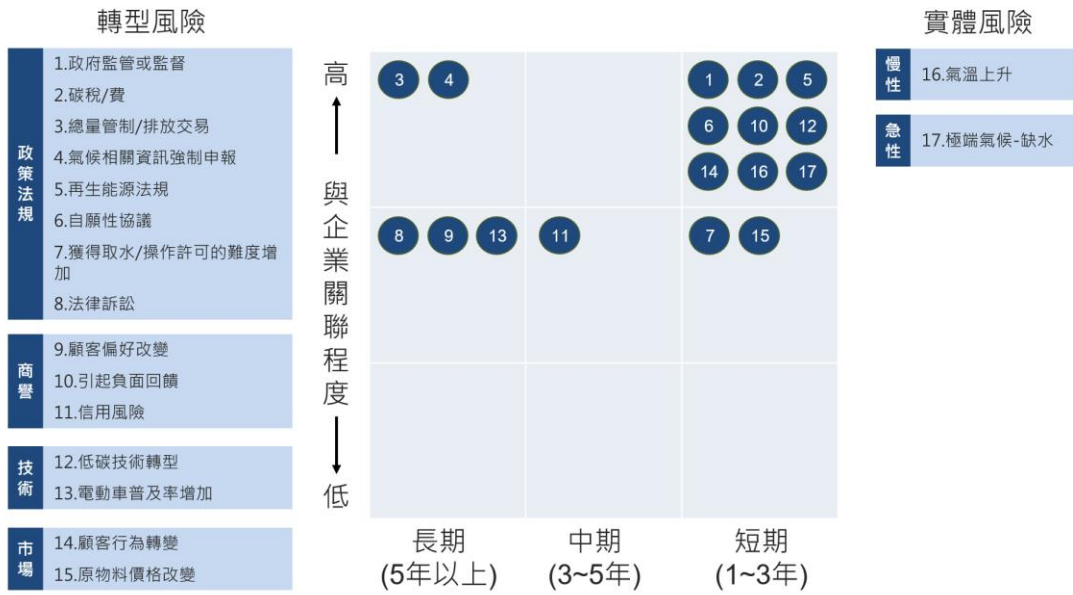 轉型風險
政策法規
1.政府監管或監督
2.碳稅/費
3.總量管制/排放交易
4.氣候相關資訊強制申報
5.再生能源法規
6.自願性協議
7.獲得取水/操作許可的難度增
加
8.法律訴訟
商譽
9.顧客偏好改變
10.引起負面回饋
11.信用風險
技術
12.低碳技術轉型
13.電動車普及率增加
市場
14.顧客行為轉變
15.原物料價格改變
高
與企業關聯程度
低
3 4
1 2 5
6 10 12
14 16 17
8 9 13
11
7 15
長期
(5年以上)
中期
(3~5年)
短期
(1~3年)
實體風險
慢性
16.氣溫上升
急性
17.極端氣候-缺水